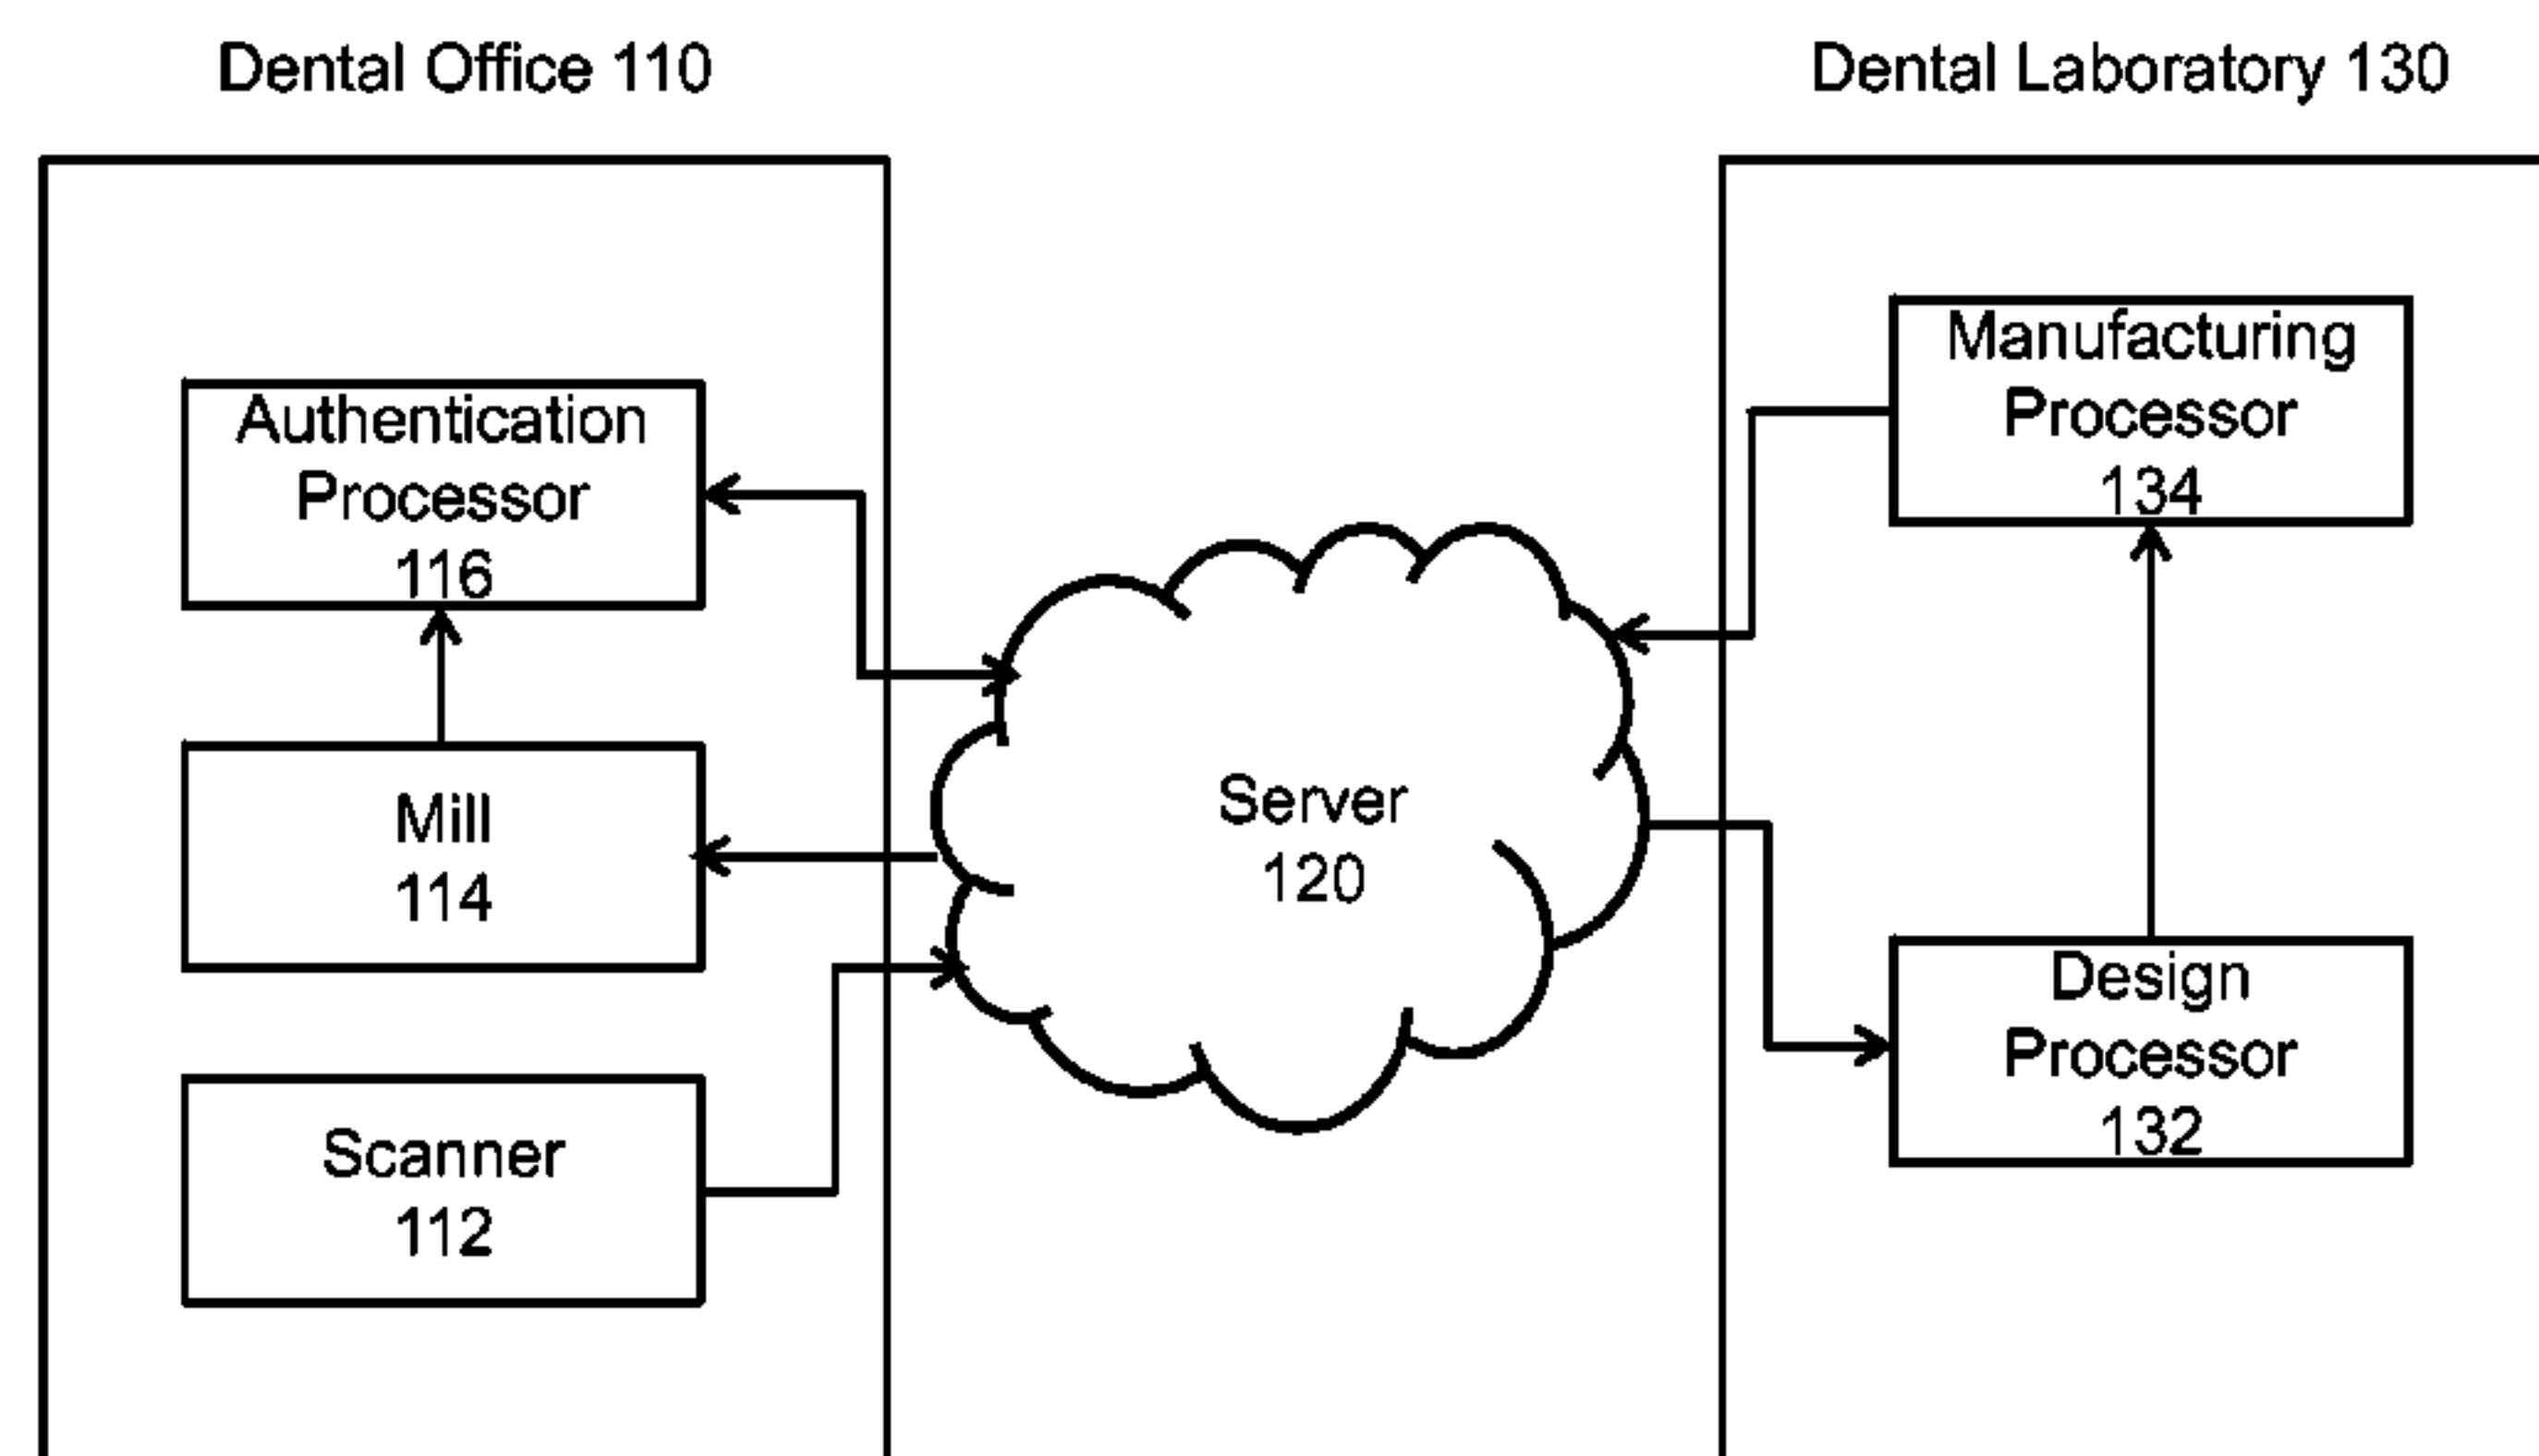 Dental Office 110
Dental Laboratory 130
Authentication
Processor
116
Mill
114
Scanner
112
Server
120
Manufacturing
Processor
134
Design
Processor
132